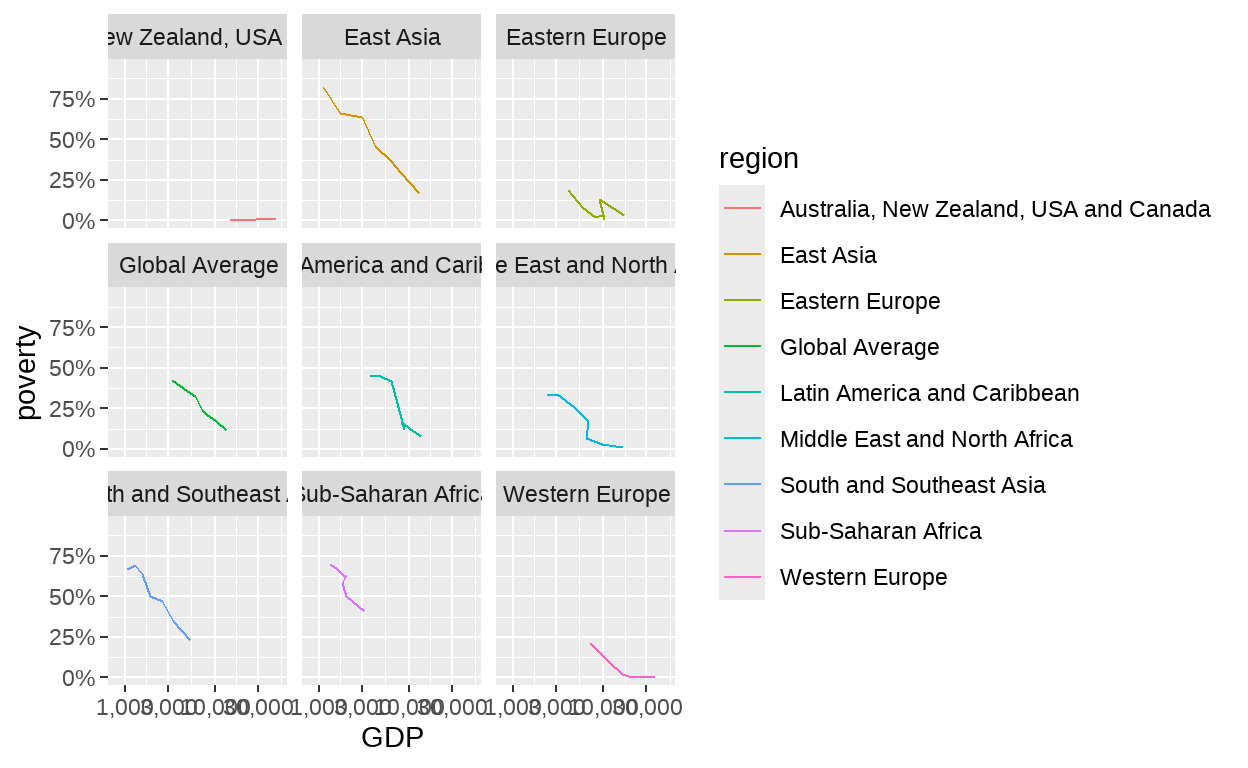 ew Zealand, USA
East Asia
Eastern Europe
75%
50%
25%
0%
Global Average
America and Carib
e East and North A
75%
50%
25%
0%
th and Southeast A
Sub-Saharan Africa
Western Europe
75%
50%
25%
0%
1,000 3,000 10,000 30,000
1,000 3,000 10,000 30,000
1,000 3,000 10,000 30,000
GDP
poverty
region
Australia, New Zealand, USA and Canada
East Asia
Eastern Europe
Global Average
Latin America and Caribbean
Middle East and North Africa
South and Southeast Asia
Sub-Saharan Africa
Western Europe